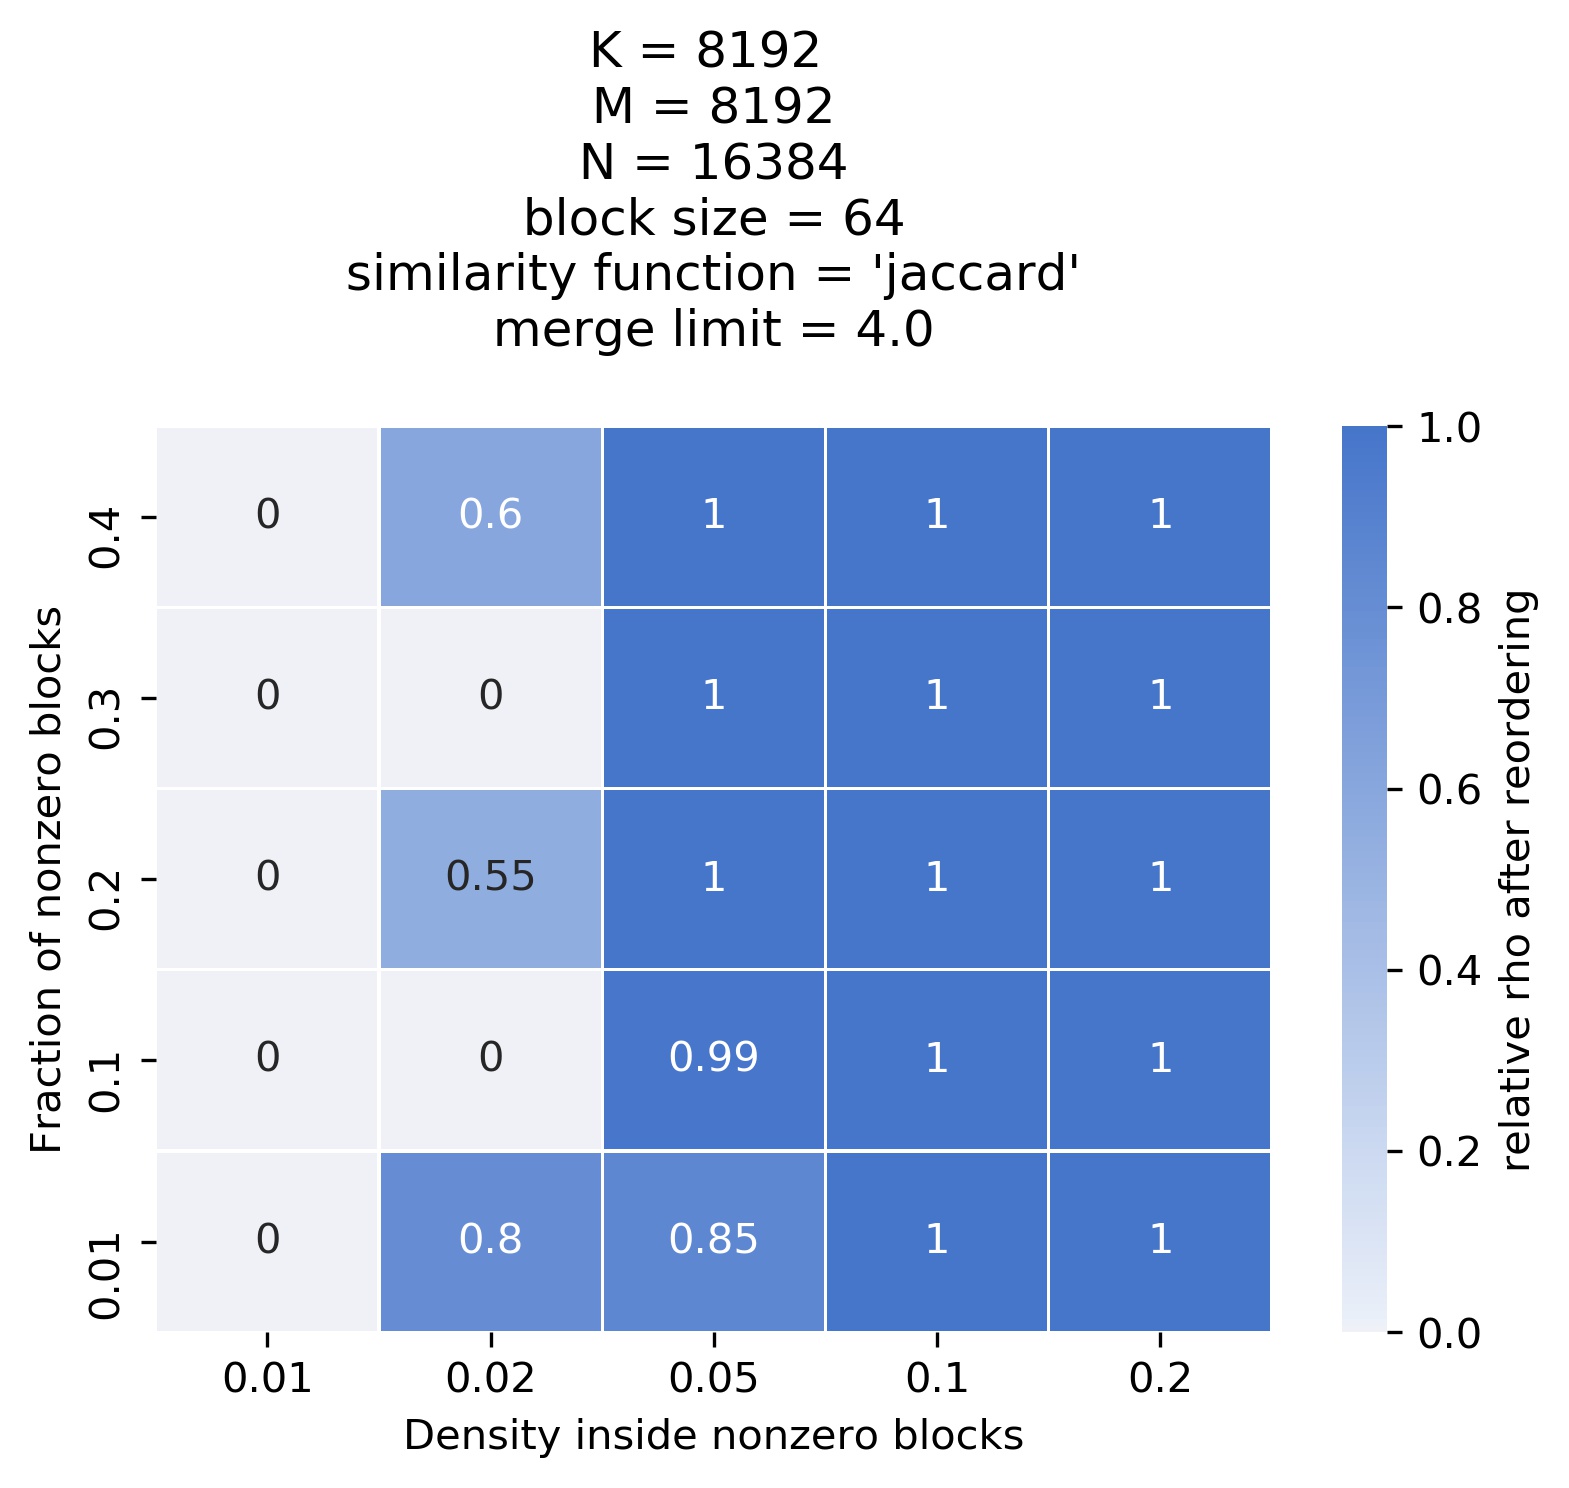 K = 8192
M = 8192
N = 16384
block size = 64
similarity function = 'jaccard'
merge limit = 4.0
Fraction of nonzero blocks
0.4 0 0.6 1 1 1
0.3 0 0 1 1 1
0.2 0 0.55 1 1 1
0.1 0 0 0.99 1 1
0.01 0 0.8 0.85 1 1
0.01 0.02 0.05 0.1 0.2
Density inside nonzero blocks
1.0
0.8
0.6
0.4
0.2
0.0
relative rho after reordering